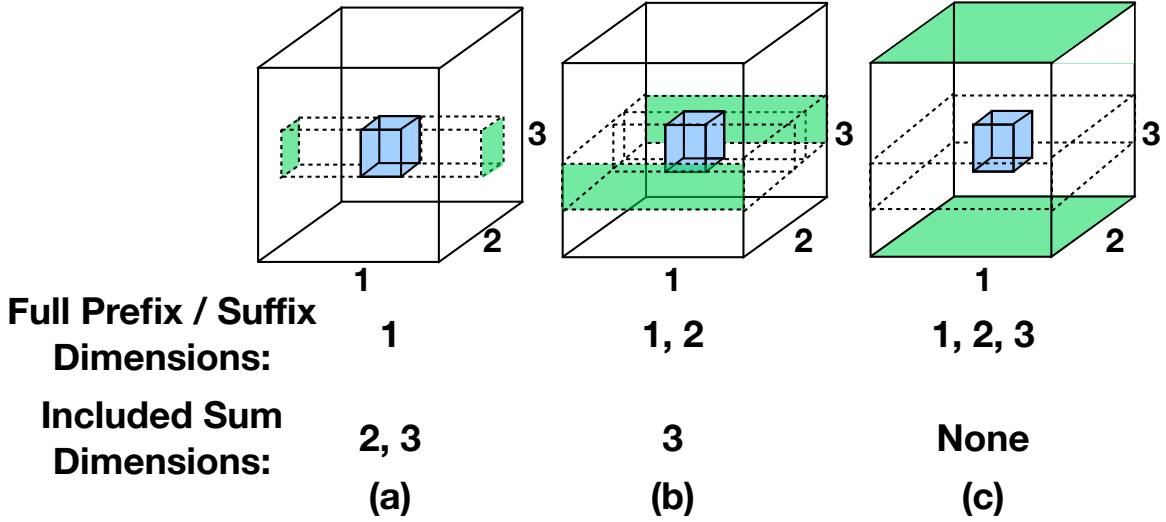 3 3 3
2 2 2
1 1 1
Full Prefix / Suffix
Dimensions:
1 1, 2 1, 2, 3
Included Sum
Dimensions:
2, 3 3 None
(a) (b) (c)